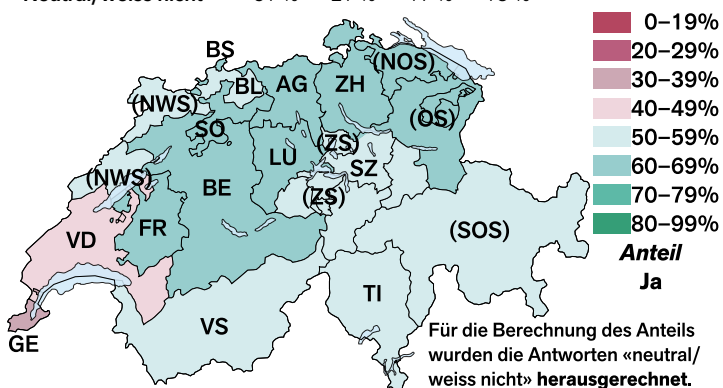 BS
(NOS)
BL
AG
ZH
(NWS)
(OS)
SO
(ZS)
LU
SZ
(NWS)
BE
(ZS)
FR
(SOS)
VD
TI
VS
GE
0–19%
20–29%
30–39%
40–49%
50–59%
60–69%
70–79%
80–99%
Anteil
Ja
Für die Berechnung des Anteils
wurden die Antworten «neutral/
weiss nicht» herausgerechnet.